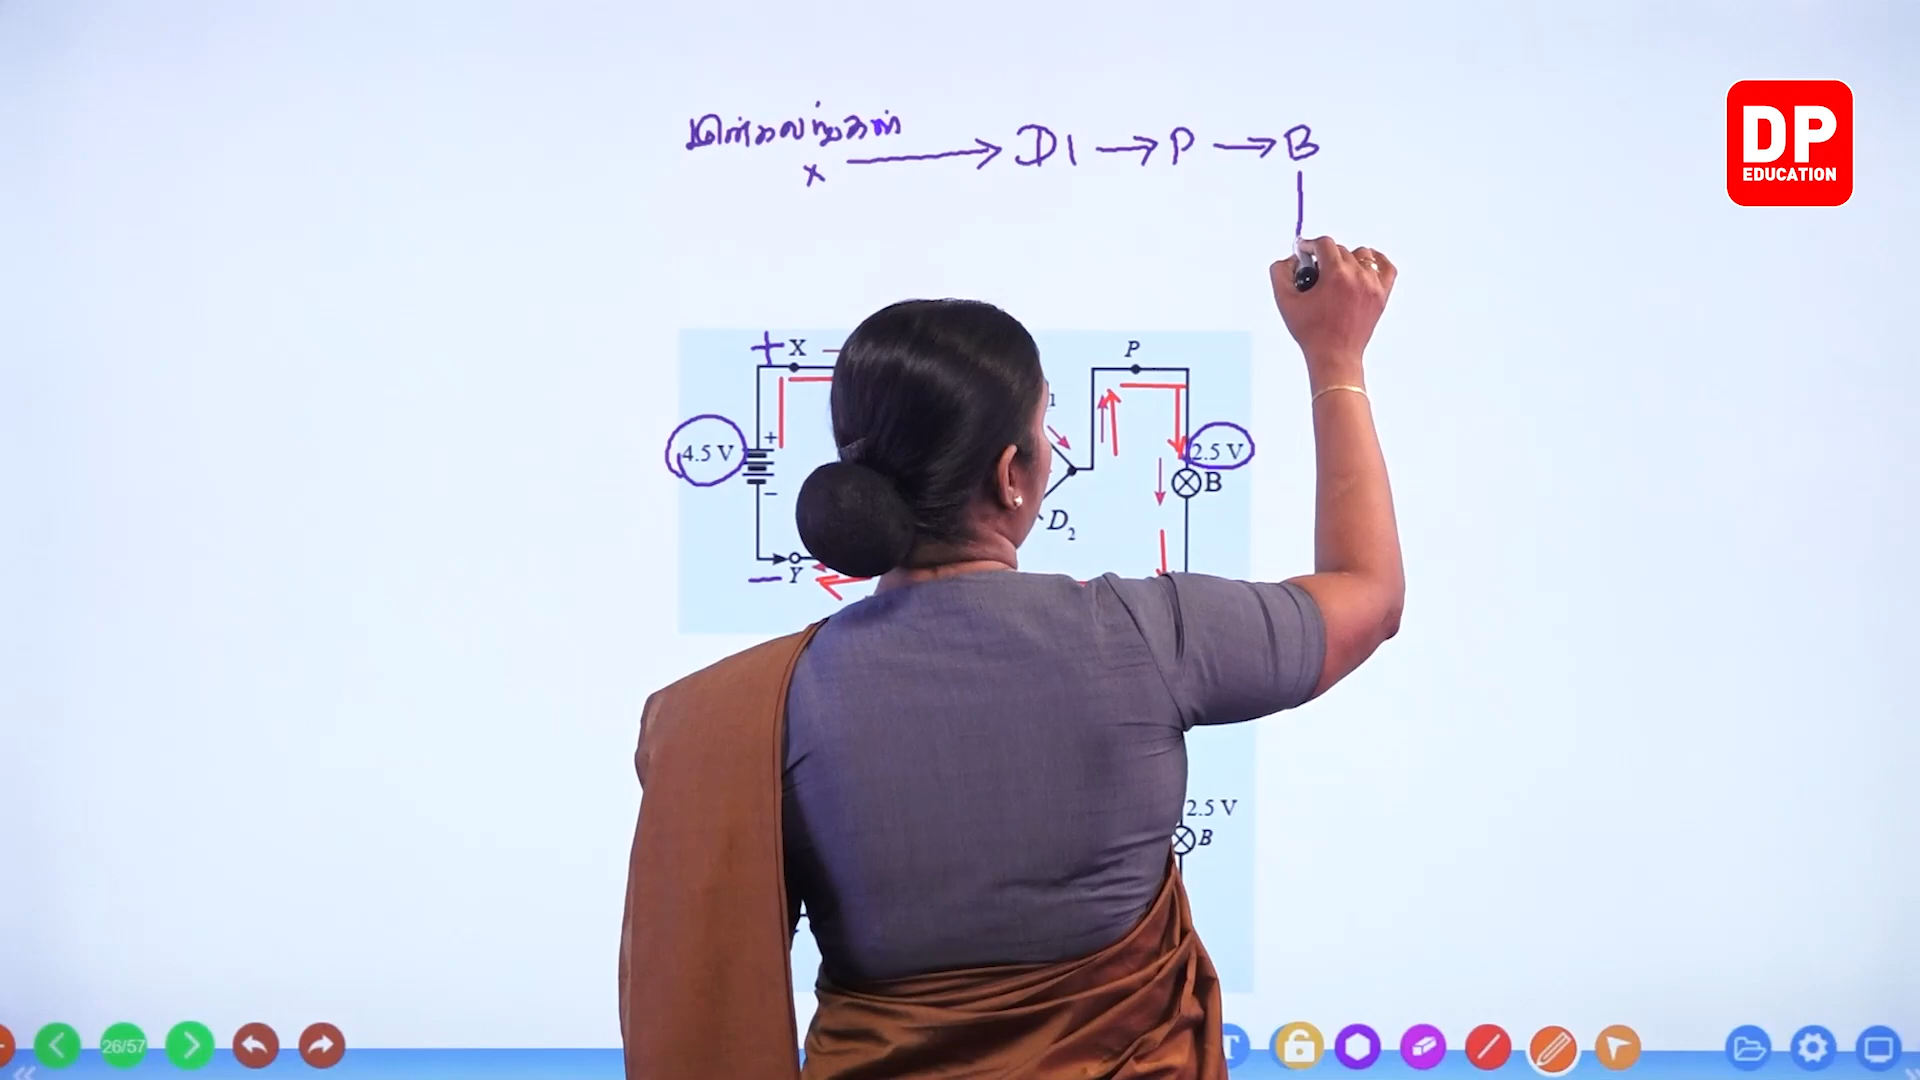 DP
EDUCATION
மின்கலங்கள்
X → D1 → P → B
+ X
P
4.5 V
+
2.5 V
B
−
D2
− Y
2.5 V
B
26/57
T